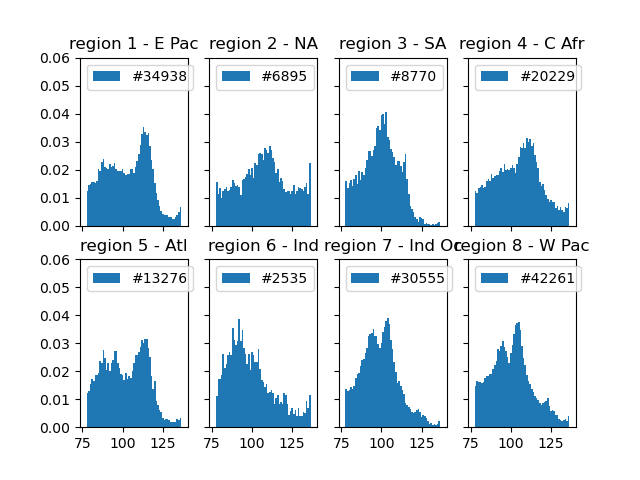 region 1 - E Pac
region 2 - NA
region 3 - SA
region 4 - C Afr
#34938
#6895
#8770
#20229
0.06
0.05
0.04
0.03
0.02
0.01
0.00
region 5 - Atl
region 6 - Ind
region 7 - Ind Oc
region 8 - W Pac
#13276
#2535
#30555
#42261
0.06
0.05
0.04
0.03
0.02
0.01
0.00
75 100 125
75 100 125
75 100 125
75 100 125